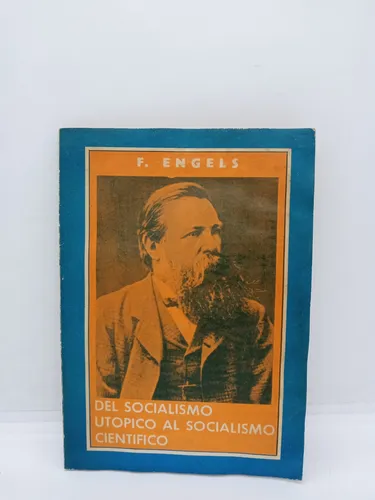 F. ENGELS
DEL SOCIALISMO
UTOPICO AL SOCIALISMO
CIENTIFICO